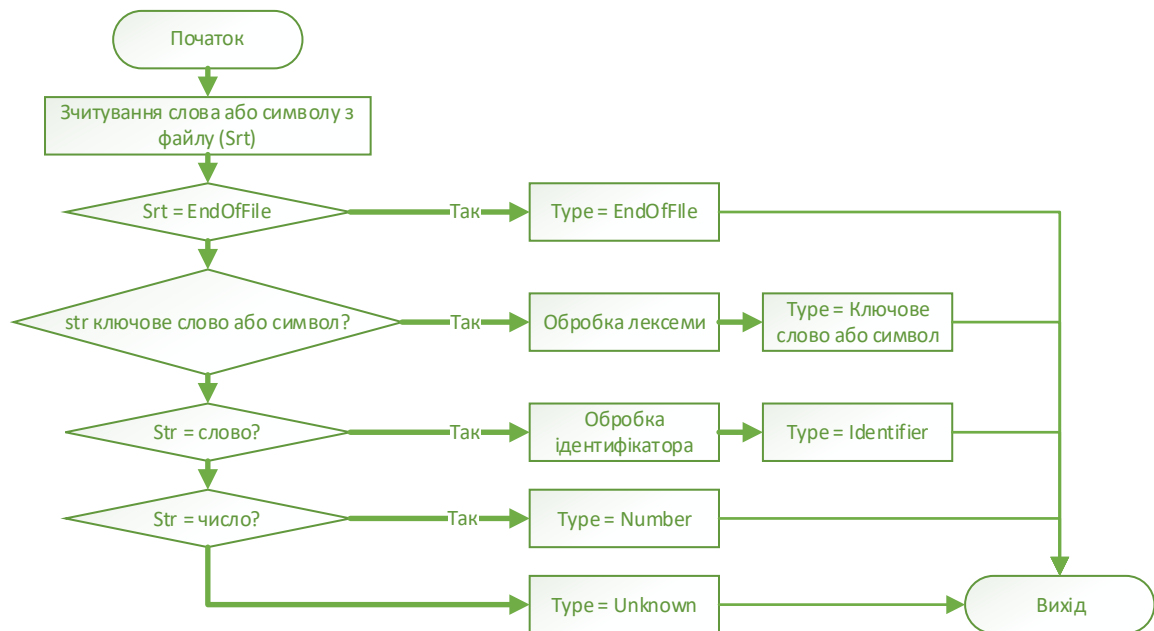 Початок
Зчитування слова або символу з
файлу (Srt)
Srt = EndOfFile
Так
Type = EndOfFIle
str ключове слово або символ?
Так
Обробка лексеми
Type = Ключове
слово або символ
Str = слово?
Так
Обробка
ідентифікатора
Type = Identifier
Str = число?
Так
Type = Number
Type = Unknown
Вихід